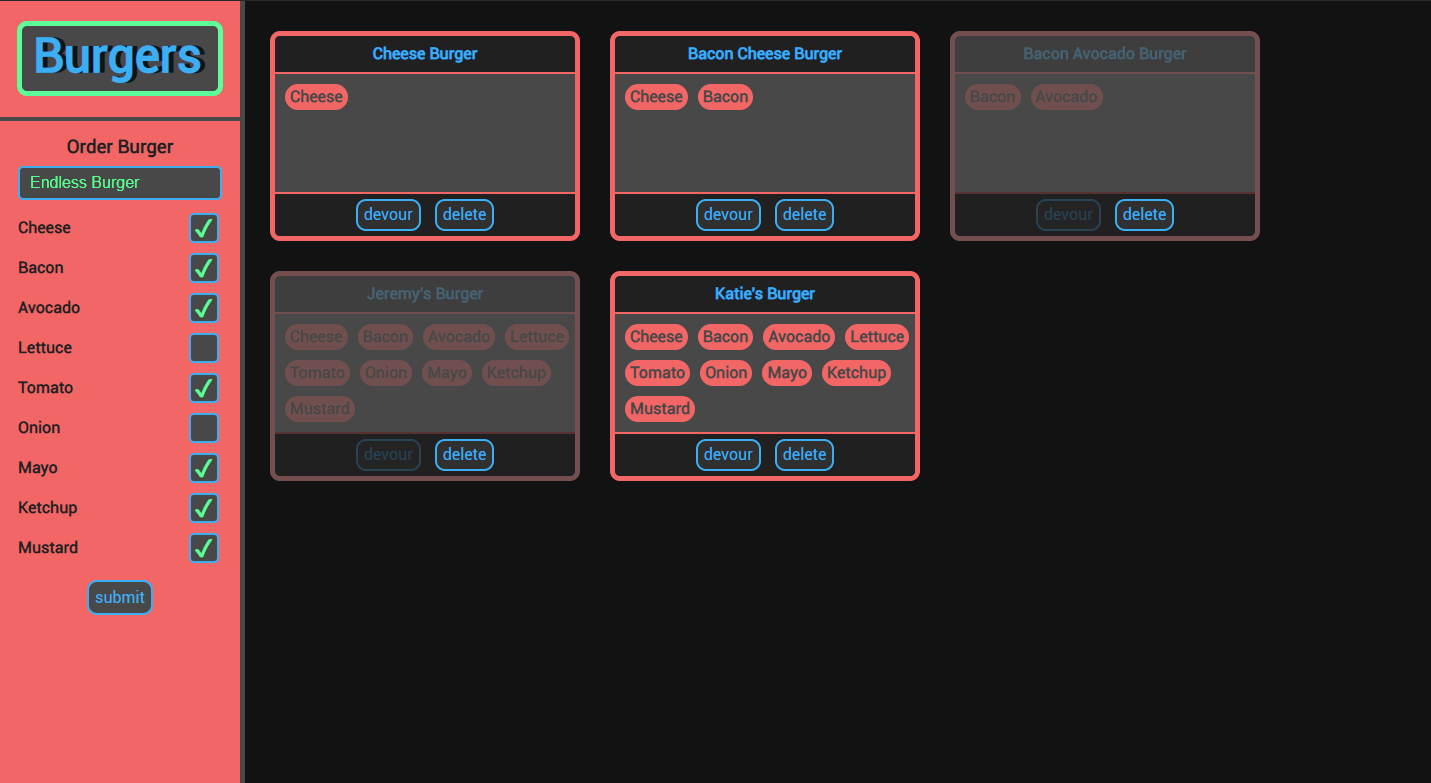 Burgers
Order Burger
Endless Burger
Cheese
Bacon
Avocado
Lettuce
Tomato
Onion
Mayo
Ketchup
Mustard
submit
Cheese Burger
Cheese
devour delete
Bacon Cheese Burger
Cheese Bacon
devour delete
Bacon Avocado Burger
Bacon Avocado
devour delete
Jeremy's Burger
Cheese Bacon Avocado Lettuce
Tomato Onion Mayo Ketchup
Mustard
devour delete
Katie's Burger
Cheese Bacon Avocado Lettuce
Tomato Onion Mayo Ketchup
Mustard
devour delete